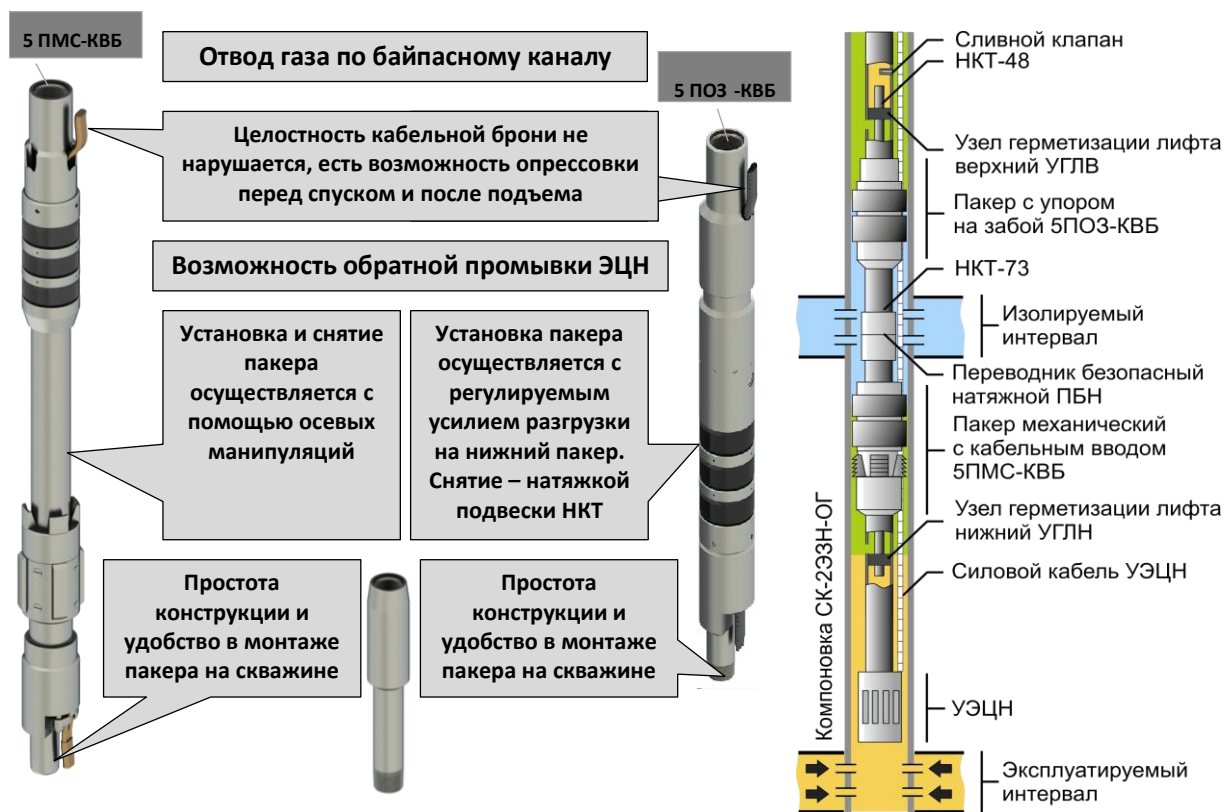 5 ПМС-КВБ
Отвод газа по байпасному каналу
5 ПОЗ -КВБ
Целостность кабельной брони не
нарушается, есть возможность опрессовки
перед спуском и после подъема
Возможность обратной промывки ЭЦН
Установка и снятие
пакера
осуществляется с
помощью осевых
манипуляций
Установка пакера
осуществляется с
регулируемым
усилием разгрузки
на нижний пакер.
Снятие – натяжкой
подвески НКТ
Простота
конструкции и
удобство в монтаже
пакера на скважине
Простота
конструкции и
удобство в монтаже
пакера на скважине
Компоновка СК-2ЭЗН-ОГ
Сливной клапан
НКТ-48
Узел герметизации лифта
верхний УГЛВ
Пакер с упором
на забой 5ПОЗ-КВБ
НКТ-73
Изолируемый
интервал
Переводник безопасный
натяжной ПБН
Пакер механический
с кабельным вводом
5ПМС-КВБ
Узел герметизации лифта
нижний УГЛН
Силовой кабель УЭЦН
УЭЦН
Эксплуатируемый
интервал